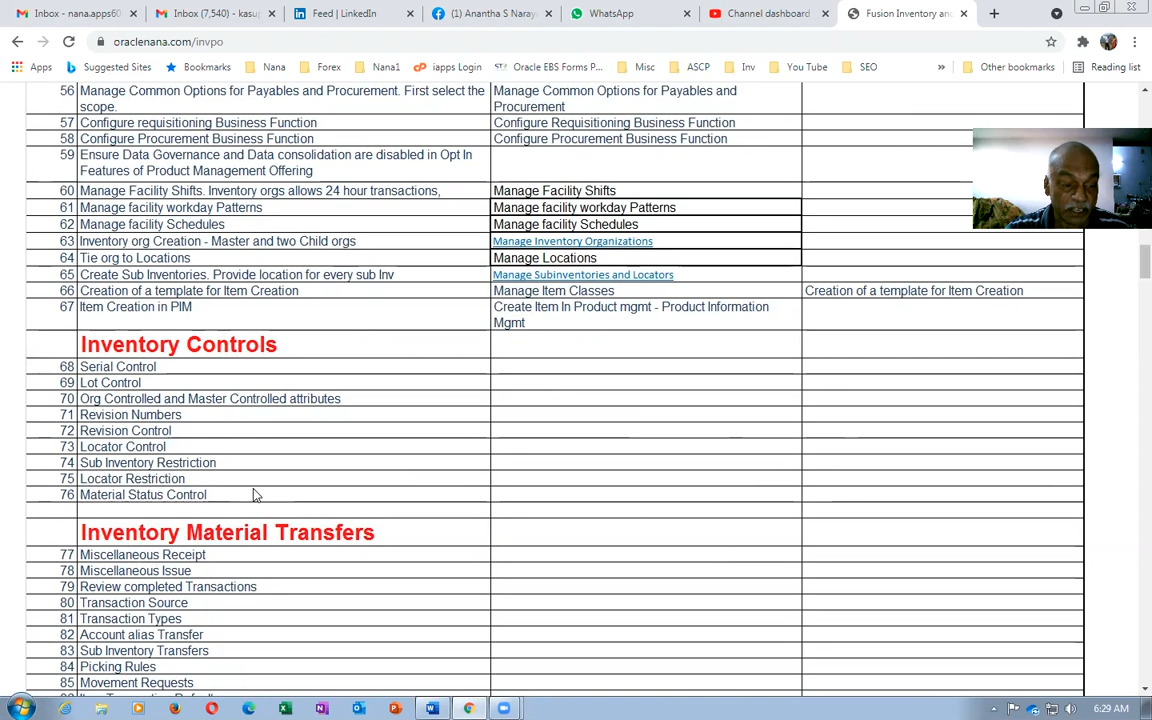 Inbox - nana.apps60
Inbox (7,540) - kasup
Feed | LinkedIn
(1) Anantha S Naray
WhatsApp
Channel dashboard
Fusion Inventory and
oraclenana.com/invpo
Apps
Suggested Sites
Bookmarks
Nana
Forex
Nana1
iapps Login
Oracle EBS Forms P...
Misc
ASCP
Inv
You Tube
SEO
»
Other bookmarks
Reading list
56 Manage Common Options for Payables and Procurement. First select the Manage Common Options for Payables and
scope. Procurement
57 Configure requisitioning Business Function Configure Requisitioning Business Function
58 Configure Procurement Business Function Configure Procurement Business Function
59 Ensure Data Governance and Data consolidation are disabled in Opt In
Features of Product Management Offering
60 Manage Facility Shifts. Inventory orgs allows 24 hour transactions, Manage Facility Shifts
61 Manage facility workday Patterns Manage facility workday Patterns
62 Manage facility Schedules Manage facility Schedules
63 Inventory org Creation - Master and two Child orgs Manage Inventory Organizations
64 Tie org to Locations Manage Locations
65 Create Sub Inventories. Provide location for every sub Inv Manage Subinventories and Locators
66 Creation of a template for Item Creation Manage Item Classes Creation of a template for Item Creation
67 Item Creation in PIM Create Item In Product mgmt - Product Information
Mgmt
Inventory Controls
68 Serial Control
69 Lot Control
70 Org Controlled and Master Controlled attributes
71 Revision Numbers
72 Revision Control
73 Locator Control
74 Sub Inventory Restriction
75 Locator Restriction
76 Material Status Control
Inventory Material Transfers
77 Miscellaneous Receipt
78 Miscellaneous Issue
79 Review completed Transactions
80 Transaction Source
81 Transaction Types
82 Account alias Transfer
83 Sub Inventory Transfers
84 Picking Rules
85 Movement Requests
6:29 AM